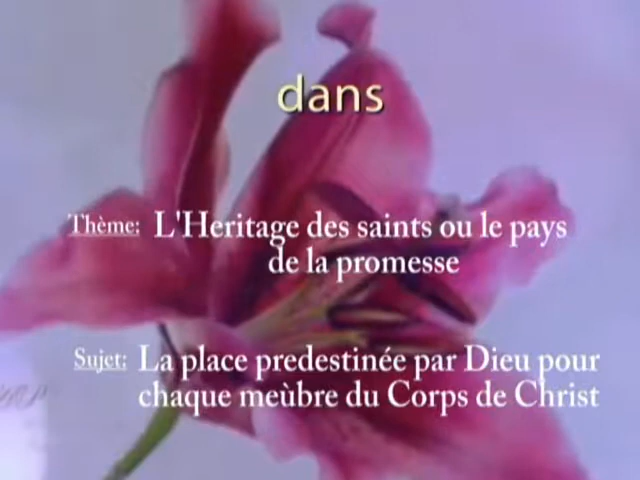 dans
Thème: L'Heritage des saints ou le pays
de la promesse
Sujet: La place predestinée par Dieu pour
chaque meùbre du Corps de Christ